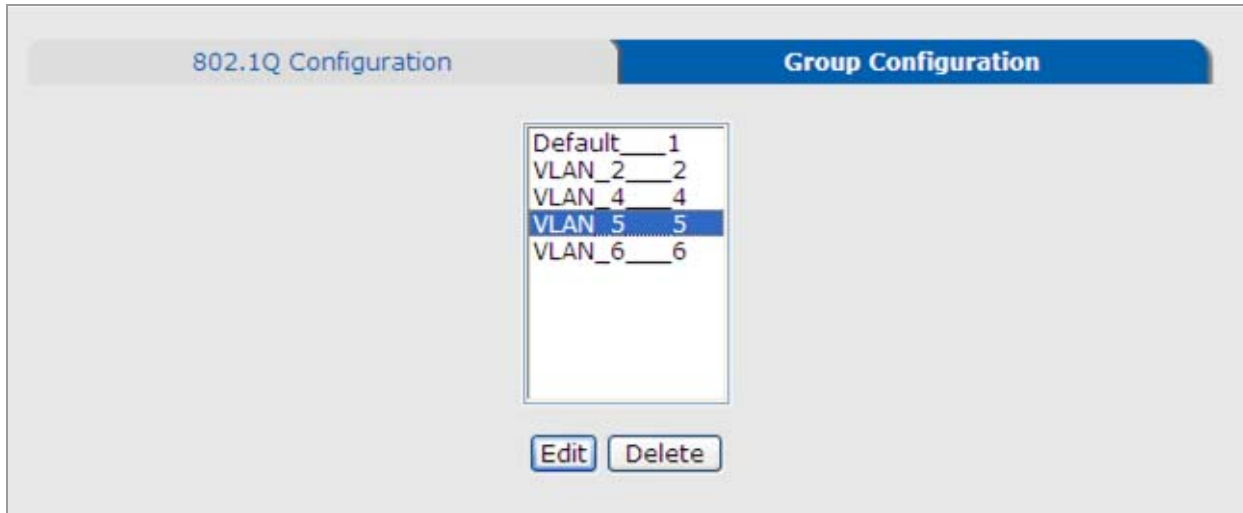 802.1Q Configuration Group Configuration
Default___1
VLAN_2___2
VLAN_4___4
VLAN_5___5
VLAN_6___6
Edit Delete